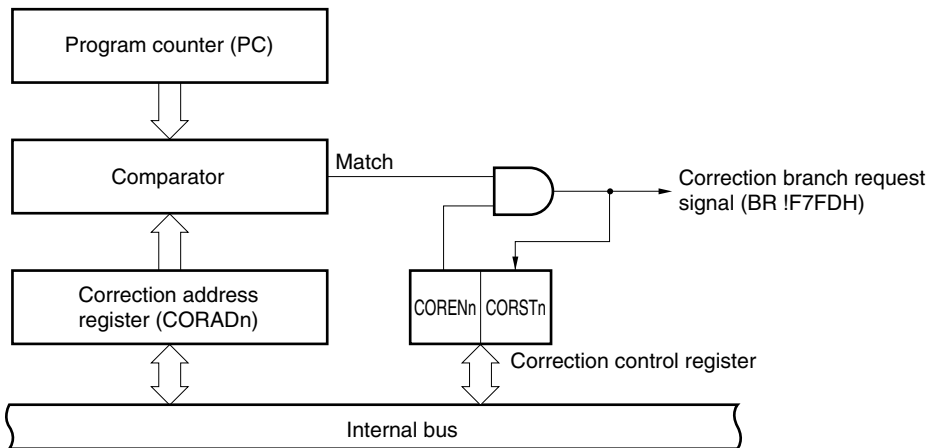 Program counter (PC)
Comparator
Match
Correction branch request
signal (BR !F7FDH)
Correction address
register (CORADn)
CORENn
CORSTn
Correction control register
Internal bus